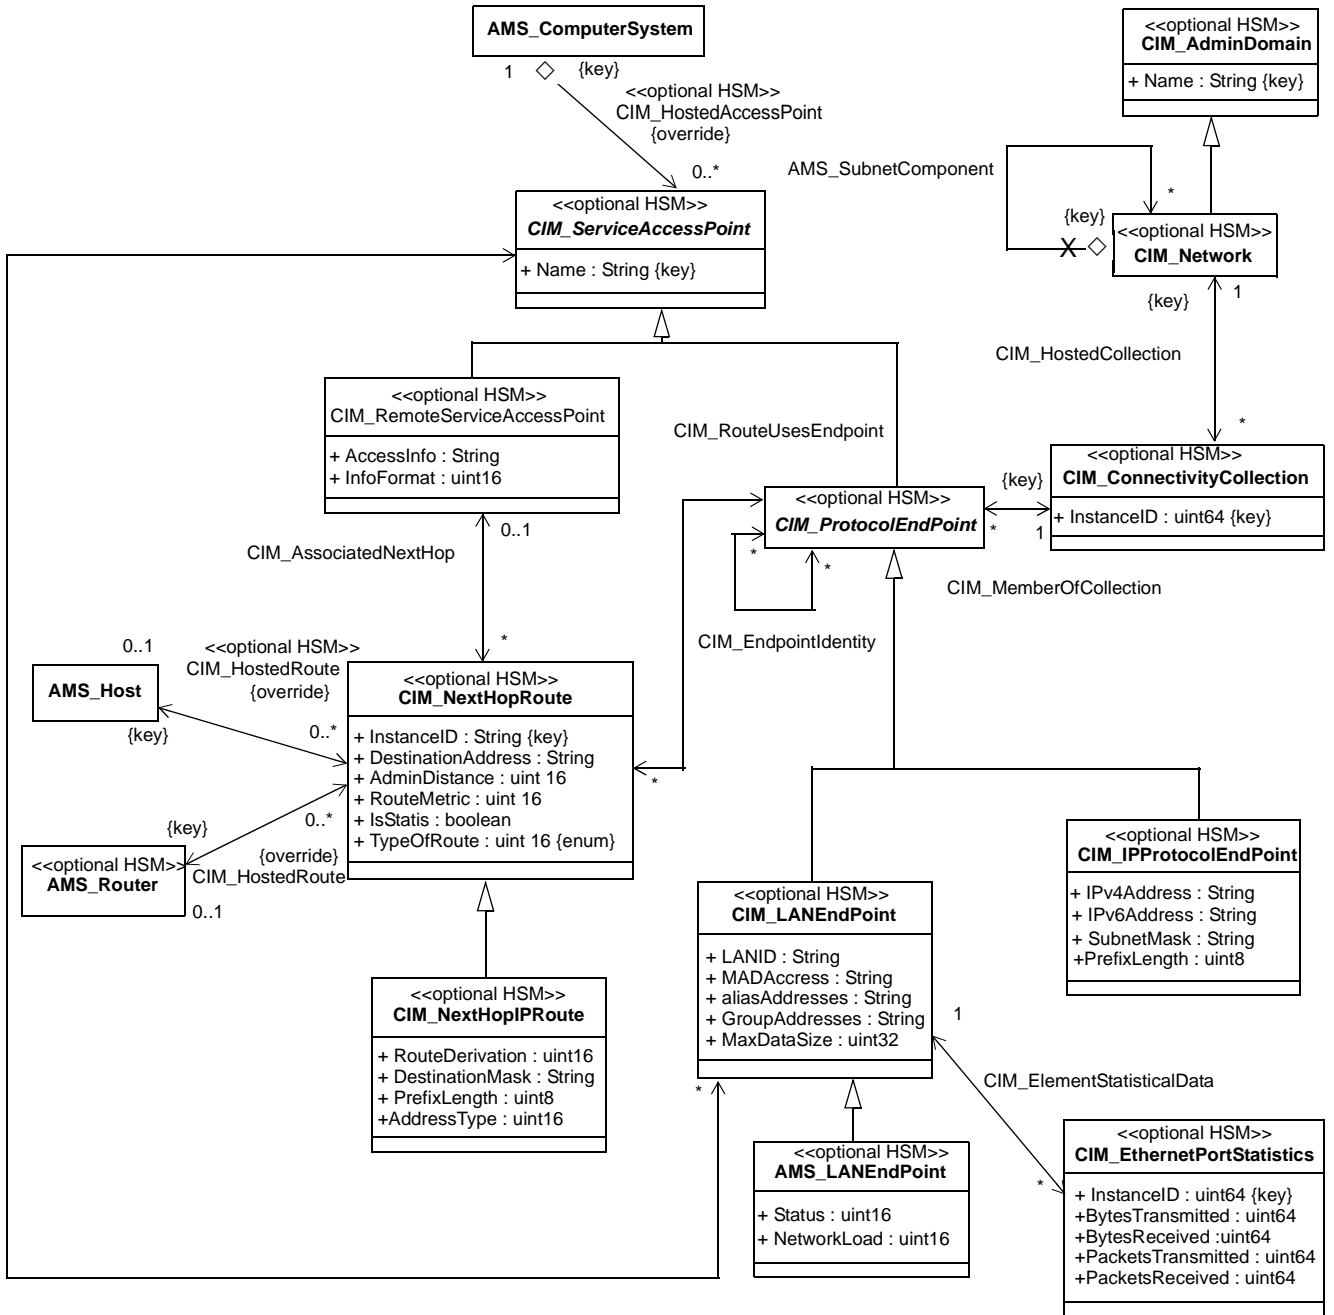 AMS_ComputerSystem
1
{key}
<<optional HSM>>
CIM_HostedAccessPoint
{override}
0..*
<<optional HSM>>
CIM_AdminDomain
+ Name : String {key}
AMS_SubnetComponent
*
{key}
X
<<optional HSM>>
CIM_Network
{key}
1
CIM_HostedCollection
*
<<optional HSM>>
CIM_ServiceAccessPoint
+ Name : String {key}
<<optional HSM>>
CIM_RemoteServiceAccessPoint
+ AccessInfo : String
+ InfoFormat : uint16
0..1
CIM_AssociatedNextHop
*
CIM_RouteUsesEndpoint
<<optional HSM>>
CIM_ProtocolEndPoint
*
*
CIM_EndpointIdentity
{key}
*
1
<<optional HSM>>
CIM_ConnectivityCollection
+ InstanceID : uint64 {key}
CIM_MemberOfCollection
0..1
<<optional HSM>>
CIM_HostedRoute
{override}
AMS_Host
{key}
0..*
<<optional HSM>>
CIM_NextHopRoute
+ InstanceID : String {key}
+ DestinationAddress : String
+ AdminDistance : uint 16
+ RouteMetric : uint 16
+ IsStatis : boolean
+ TypeOfRoute : uint 16 {enum}
*
{key}
0..*
{override}
CIM_HostedRoute
<<optional HSM>>
AMS_Router
0..1
<<optional HSM>>
CIM_NextHopIPRoute
+ RouteDerivation : uint16
+ DestinationMask : String
+ PrefixLength : uint8
+AddressType : uint16
<<optional HSM>>
CIM_LANEndPoint
+ LANID : String
+ MADAccress : String
+ aliasAddresses : String
+ GroupAddresses : String
+ MaxDataSize : uint32
*
1
<<optional HSM>>
CIM_IPProtocolEndPoint
+ IPv4Address : String
+ IPv6Address : String
+ SubnetMask : String
+PrefixLength : uint8
CIM_ElementStatisticalData
*
<<optional HSM>>
AMS_LANEndPoint
+ Status : uint16
+ NetworkLoad : uint16
<<optional HSM>>
CIM_EthernetPortStatistics
+ InstanceID : uint64 {key}
+BytesTransmitted : uint64
+BytesReceived :uint64
+PacketsTransmitted : uint64
+PacketsReceived : uint64